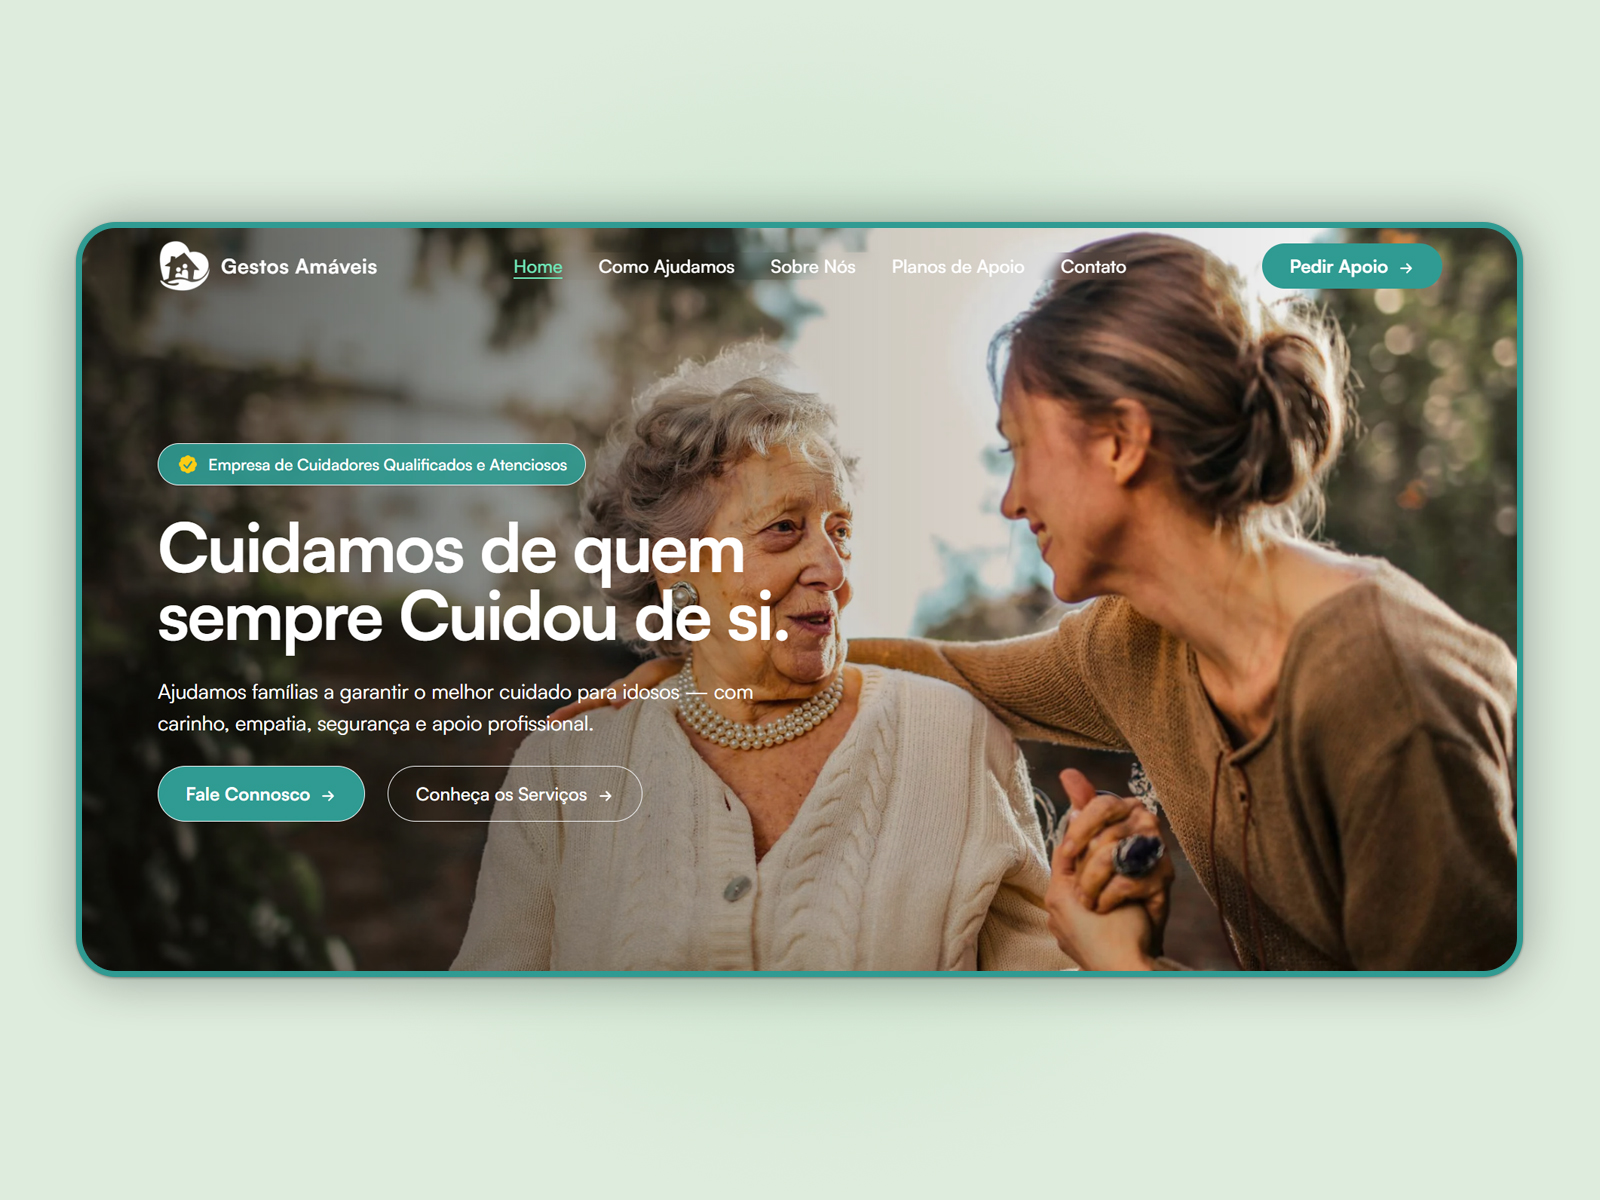 Gestos Amáveis
Home
Como Ajudamos
Sobre Nós
Planos de Apoio
Contato
Pedir Apoio →
Empresa de Cuidadores Qualificados e Atenciosos
Cuidamos de quem
sempre Cuidou de si.
Ajudamos famílias a garantir o melhor cuidado para idosos — com
carinho, empatia, segurança e apoio profissional.
Fale Connosco →
Conheça os Serviços →